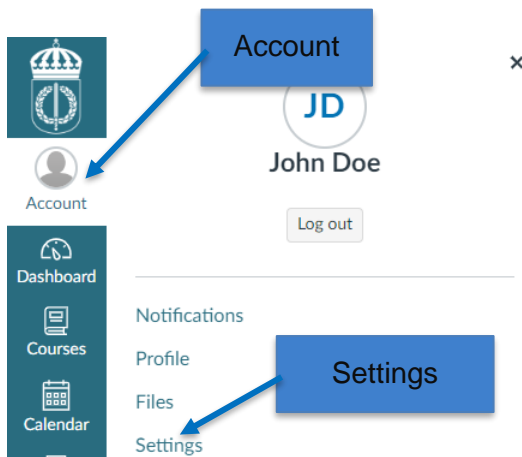 Account
×
JD
John Doe
Account
Log out
Dashboard
Notifications
Courses
Profile
Settings
Files
Calendar
Settings